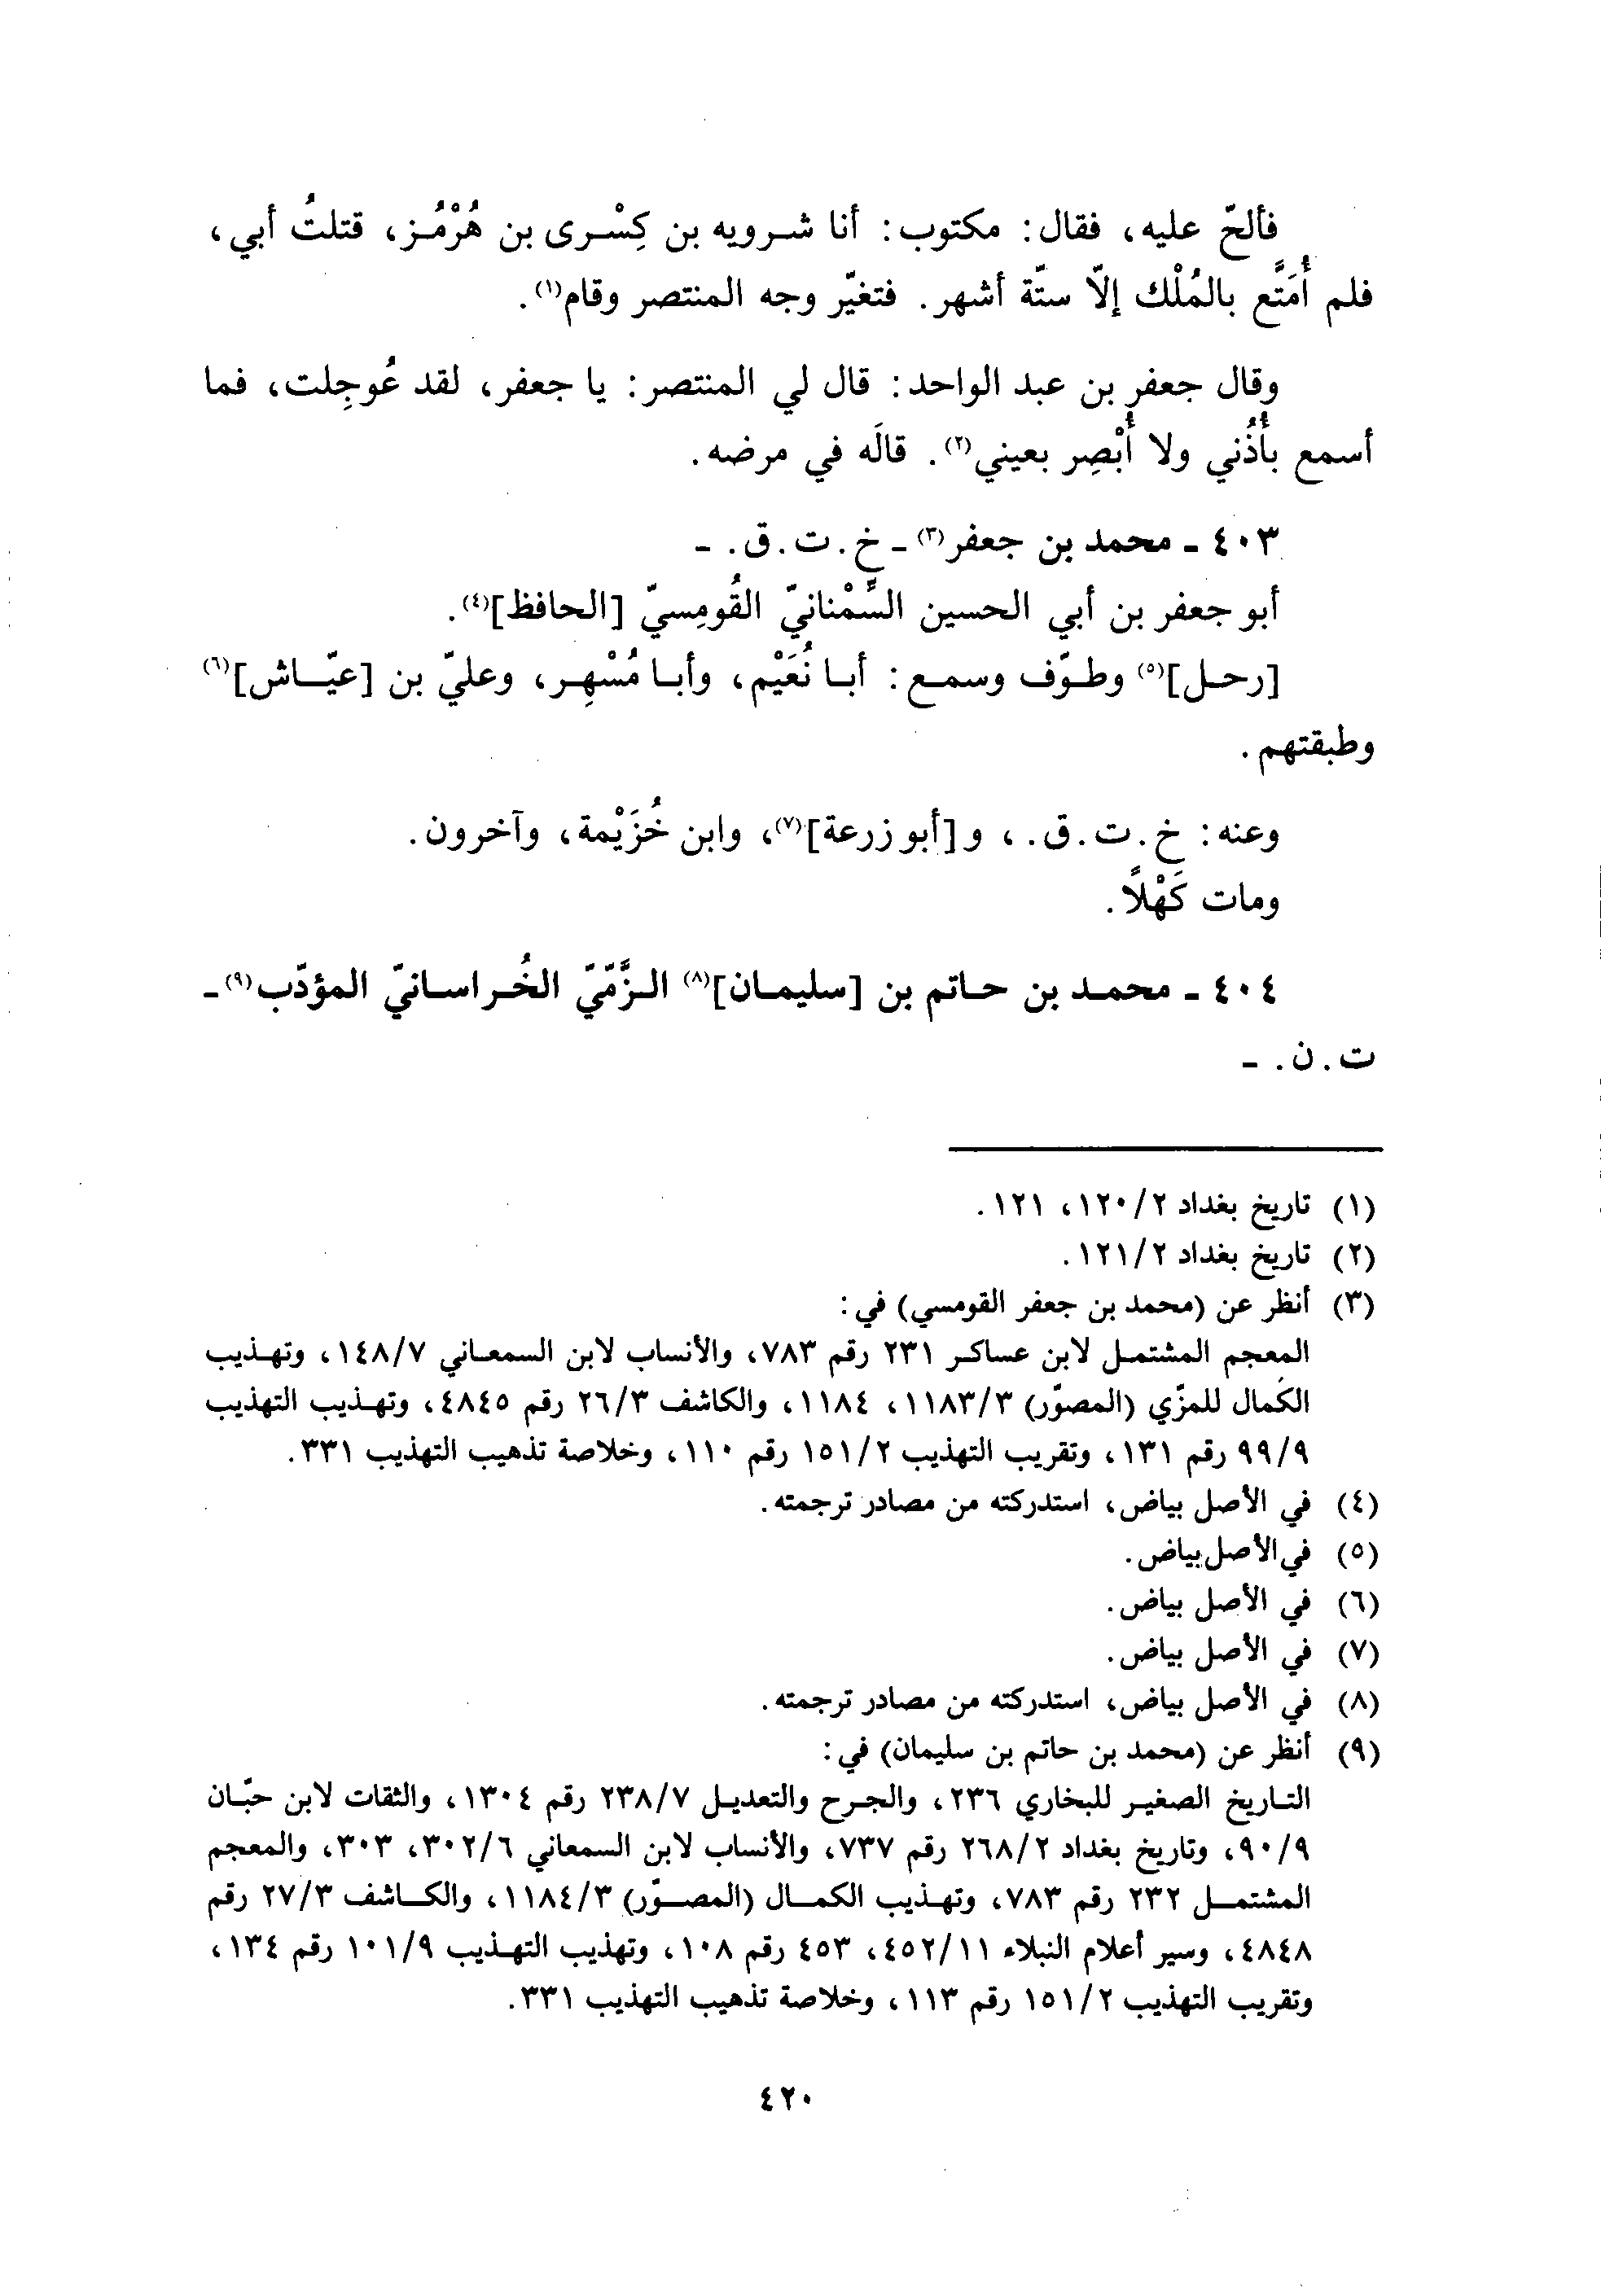 فألحّ عليه، فقال: مكتوب: أنا شرويه بن كِسْرى بن هُرْمُز، قتلتُ أبي،
فلم أُمَتَّع بالمُلْك إلّا ستّة أشهر. فتغيّر وجه المنتصر وقام(١).
وقال جعفر بن عبد الواحد: قال لي المنتصر: يا جعفر، لقد عُوجِلت، فما
أسمع بأُذُني ولا أُبْصِر بعيني(٢). قالَه في مرضه.
٤٠٣ - محمد بن جعفر(٣) - خ. ت. ق. -
أبو جعفر بن أبي الحسين السِّمْنانيّ القُومِسيّ [الحافظ](٤).
[رحل](٥) وطوّف وسمع: أبا نُعَيْم، وأبا مُسْهِر، وعليّ بن [عيّاش](٦)
وطبقتهم.
وعنه: خ. ت. ق.، و[أبو زرعة](٧)، وابن خُزَيْمة، وآخرون.
ومات كَهْلاً.
٤٠٤ - محمد بن حاتم بن [سليمان](٨) الزَّمّيّ الخُراسانيّ المؤدّب(٩) -
ت. ن. -
(١) تاريخ بغداد ٢/١٢٠، ١٢١.
(٢) تاريخ بغداد ٢/١٢١.
(٣) أنظر عن (محمد بن جعفر القومسي) في:
المعجم المشتمل لابن عساكر ٢٣١ رقم ٧٨٣، والأنساب لابن السمعاني ٧/١٤٨، وتهذيب
الكمال للمزّي (المصوّر) ٣/١١٨٣، ١١٨٤، والكاشف ٣/٢٦ رقم ٤٨٤٥، وتهذيب التهذيب
٩/٩٩ رقم ١٣١، وتقريب التهذيب ٢/١٥١ رقم ١١٠، وخلاصة تذهيب التهذيب ٣٣١.
(٤) في الأصل بياض، استدركته من مصادر ترجمته.
(٥) في الأصل بياض.
(٦) في الأصل بياض.
(٧) في الأصل بياض.
(٨) في الأصل بياض، استدركته من مصادر ترجمته.
(٩) أنظر عن (محمد بن حاتم بن سليمان) في:
التاريخ الصغير للبخاري ٢٣٦، والجرح والتعديل ٧/٢٣٨ رقم ١٣٠٤، والثقات لابن حبّان
٩/٩٠، وتاريخ بغداد ٢/٢٦٨ رقم ٧٣٧، والأنساب لابن السمعاني ٦/٣٠٢، ٣٠٣، والمعجم
المشتمل ٢٣٢ رقم ٧٨٣، وتهذيب الكمال (المصوّر) ٣/١١٨٤، والكاشف ٣/٢٧ رقم
٤٨٤٨، وسير أعلام النبلاء ١١/٤٥٢، ٤٥٣ رقم ١٠٨، وتهذيب التهذيب ٩/١٠١ رقم ١٣٤،
وتقريب التهذيب ٢/١٥١ رقم ١١٣، وخلاصة تذهيب التهذيب ٣٣١.
٤٢٠